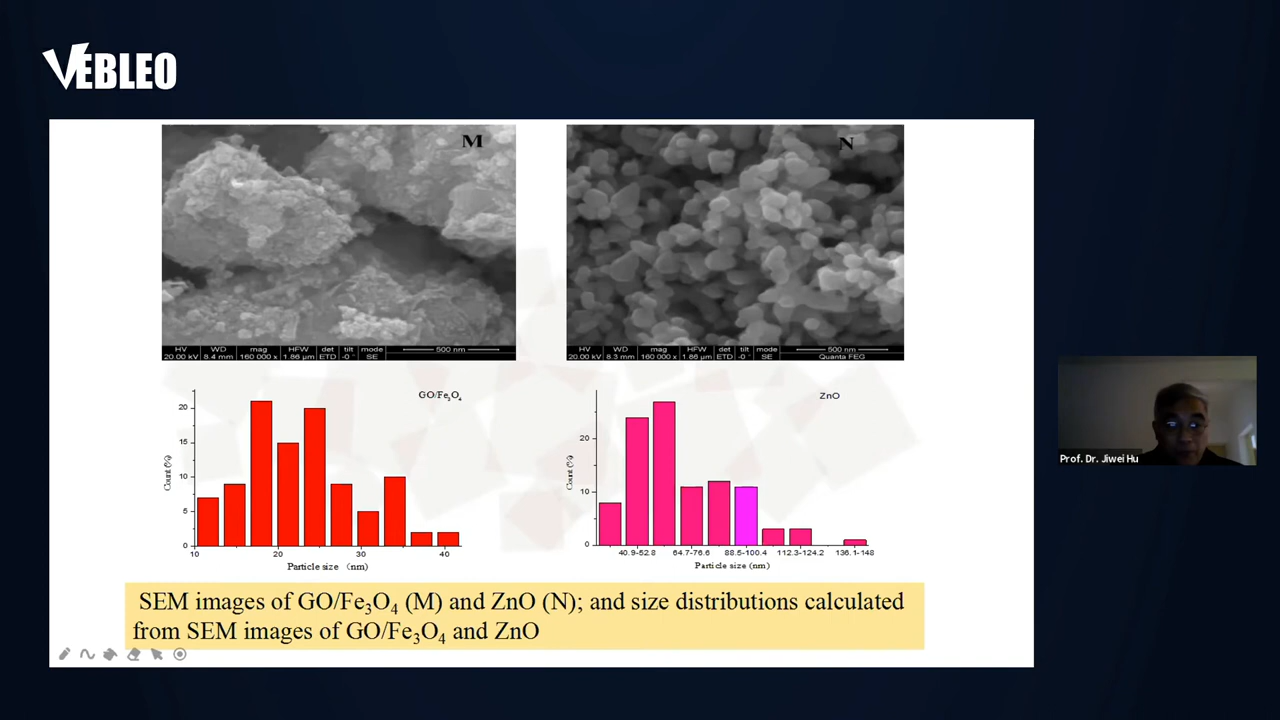 VEBLEO
M
HV WD mag HFW det tilt mode
20.00 kV 8.4 mm 160 000 x 1.86 µm ETD -0° SE
500 nm
N
HV WD mag HFW det tilt mode
20.00 kV 8.3 mm 160 000 x 1.86 µm ETD -0° SE
500 nm
Quanta FEG
GO/Fe3O4
Count (%)
20
15
10
5
0
10 20 30 40
Particle size (nm)
ZnO
Count (%)
20
10
0
40.9-52.8 64.7-76.6 88.5-100.4 112.3-124.2 136.1-148
Particle size (nm)
SEM images of GO/Fe3O4 (M) and ZnO (N); and size distributions calculated
from SEM images of GO/Fe3O4 and ZnO
Prof. Dr. Jiwei Hu